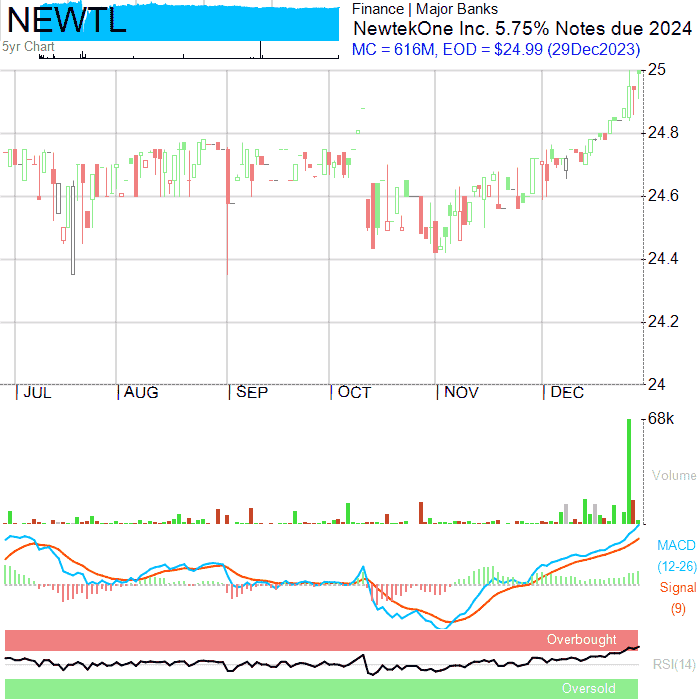 NEWTL
5yr Chart
Finance | Major Banks
NewtekOne Inc. 5.75% Notes due 2024
MC = 616M, EOD = $24.99 (29Dec2023)
25
24.8
24.6
24.4
24.2
24
JUL AUG SEP OCT NOV DEC
68k
Volume
MACD
(12-26)
Signal
(9)
Overbought
RSI(14)
Oversold